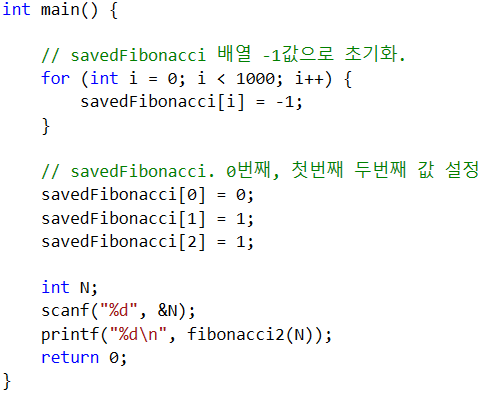 int main() {
// savedFibonacci 배열 -1값으로 초기화.
for (int i = 0; i < 1000; i++) {
savedFibonacci[i] = -1;
}
// savedFibonacci. 0번째, 첫번째 두번째 값 설정
savedFibonacci[0] = 0;
savedFibonacci[1] = 1;
savedFibonacci[2] = 1;
int N;
scanf("%d", &N);
printf("%d\n", fibonacci2(N));
return 0;
}